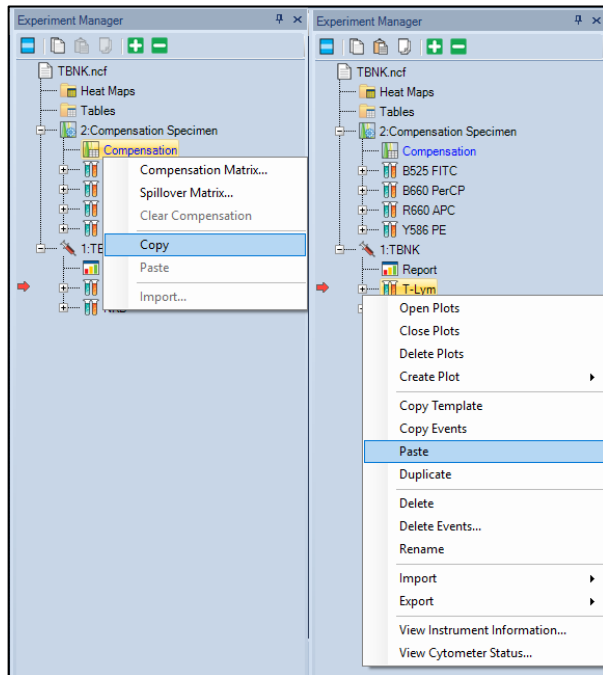 Experiment Manager
TBNK.ncf
Heat Maps
Tables
2:Compensation Specimen
Compensation
Compensation Matrix...
Spillover Matrix...
Clear Compensation
Copy
Paste
Import...
Experiment Manager
TBNK.ncf
Heat Maps
Tables
2:Compensation Specimen
Compensation
B525 FITC
B660 PerCP
R660 APC
Y586 PE
1:TBNK
Report
T-Lym
Open Plots
Close Plots
Delete Plots
Create Plot
Copy Template
Copy Events
Paste
Duplicate
Delete
Delete Events...
Rename
Import
Export
View Instrument Information...
View Cytometer Status...